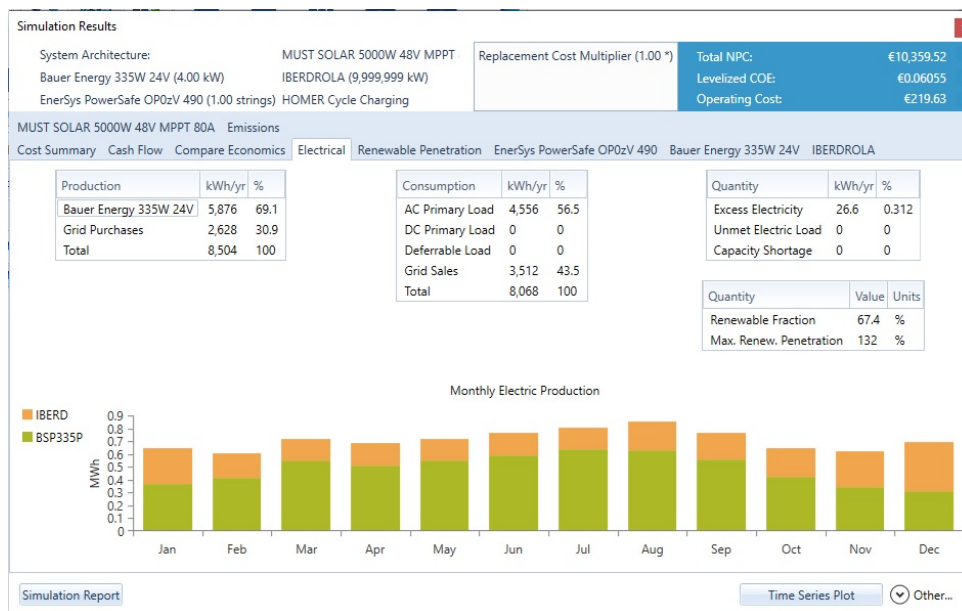 Simulation Results
System Architecture: MUST SOLAR 5000W 48V MPPT Replacement Cost Multiplier (1.00 *) Total NPC: €10,359.52
Bauer Energy 335W 24V (4.00 kW) IBERDROLA (9,999,999 kW) Levelized COE: €0.06055
EnerSys PowerSafe OP0zV 490 (1.00 strings) HOMER Cycle Charging Operating Cost: €219.63
MUST SOLAR 5000W 48V MPPT 80A Emissions
Cost Summary Cash Flow Compare Economics Electrical Renewable Penetration EnerSys PowerSafe OP0zV 490 Bauer Energy 335W 24V IBERDROLA
Production kWh/yr % Consumption kWh/yr % Quantity kWh/yr %
Bauer Energy 335W 24V 5,876 69.1 AC Primary Load 4,556 56.5 Excess Electricity 26.6 0.312
Grid Purchases 2,628 30.9 DC Primary Load 0 0 Unmet Electric Load 0 0
Total 8,504 100 Deferrable Load 0 0 Capacity Shortage 0 0
Grid Sales 3,512 43.5
Total 8,068 100 Quantity Value Units
Renewable Fraction 67.4 %
Max. Renew. Penetration 132 %
Monthly Electric Production
IBERD
BSP335P
MWh
0.9
0.8
0.7
0.6
0.5
0.4
0.3
0.2
0.1
0
Jan Feb Mar Apr May Jun Jul Aug Sep Oct Nov Dec
Simulation Report Time Series Plot Other...